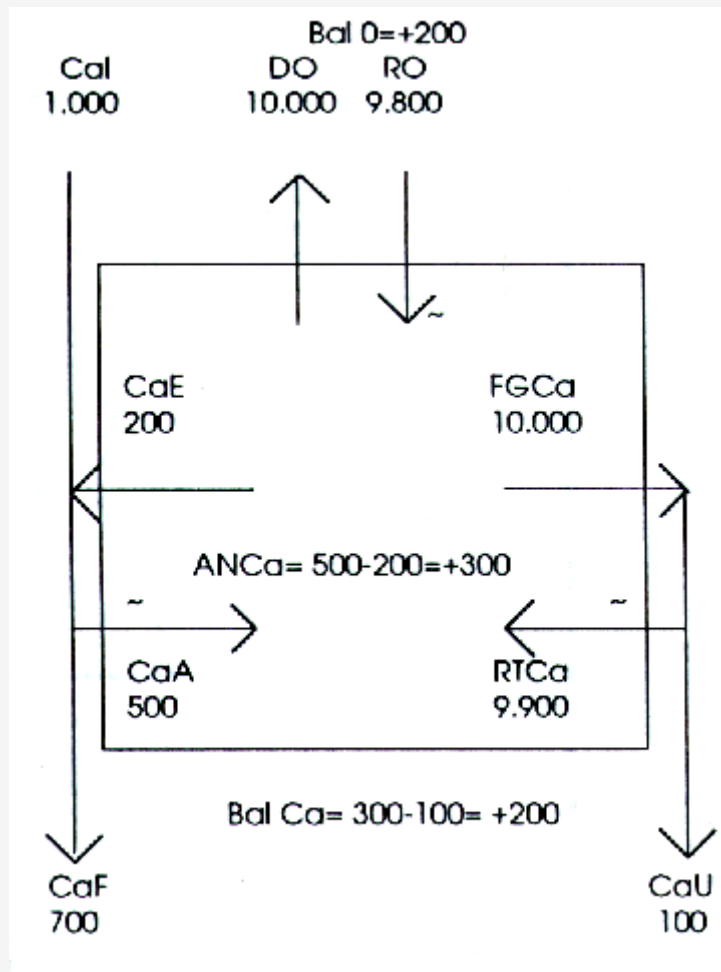 Bal 0=+200
CaI DO RO
1.000 10.000 9.800
~
CaE FGCa
200 10.000
ANCa= 500-200=+300
~ ~
CaA RTCa
500 9.900
Bal Ca= 300-100= +200
CaF CaU
700 100